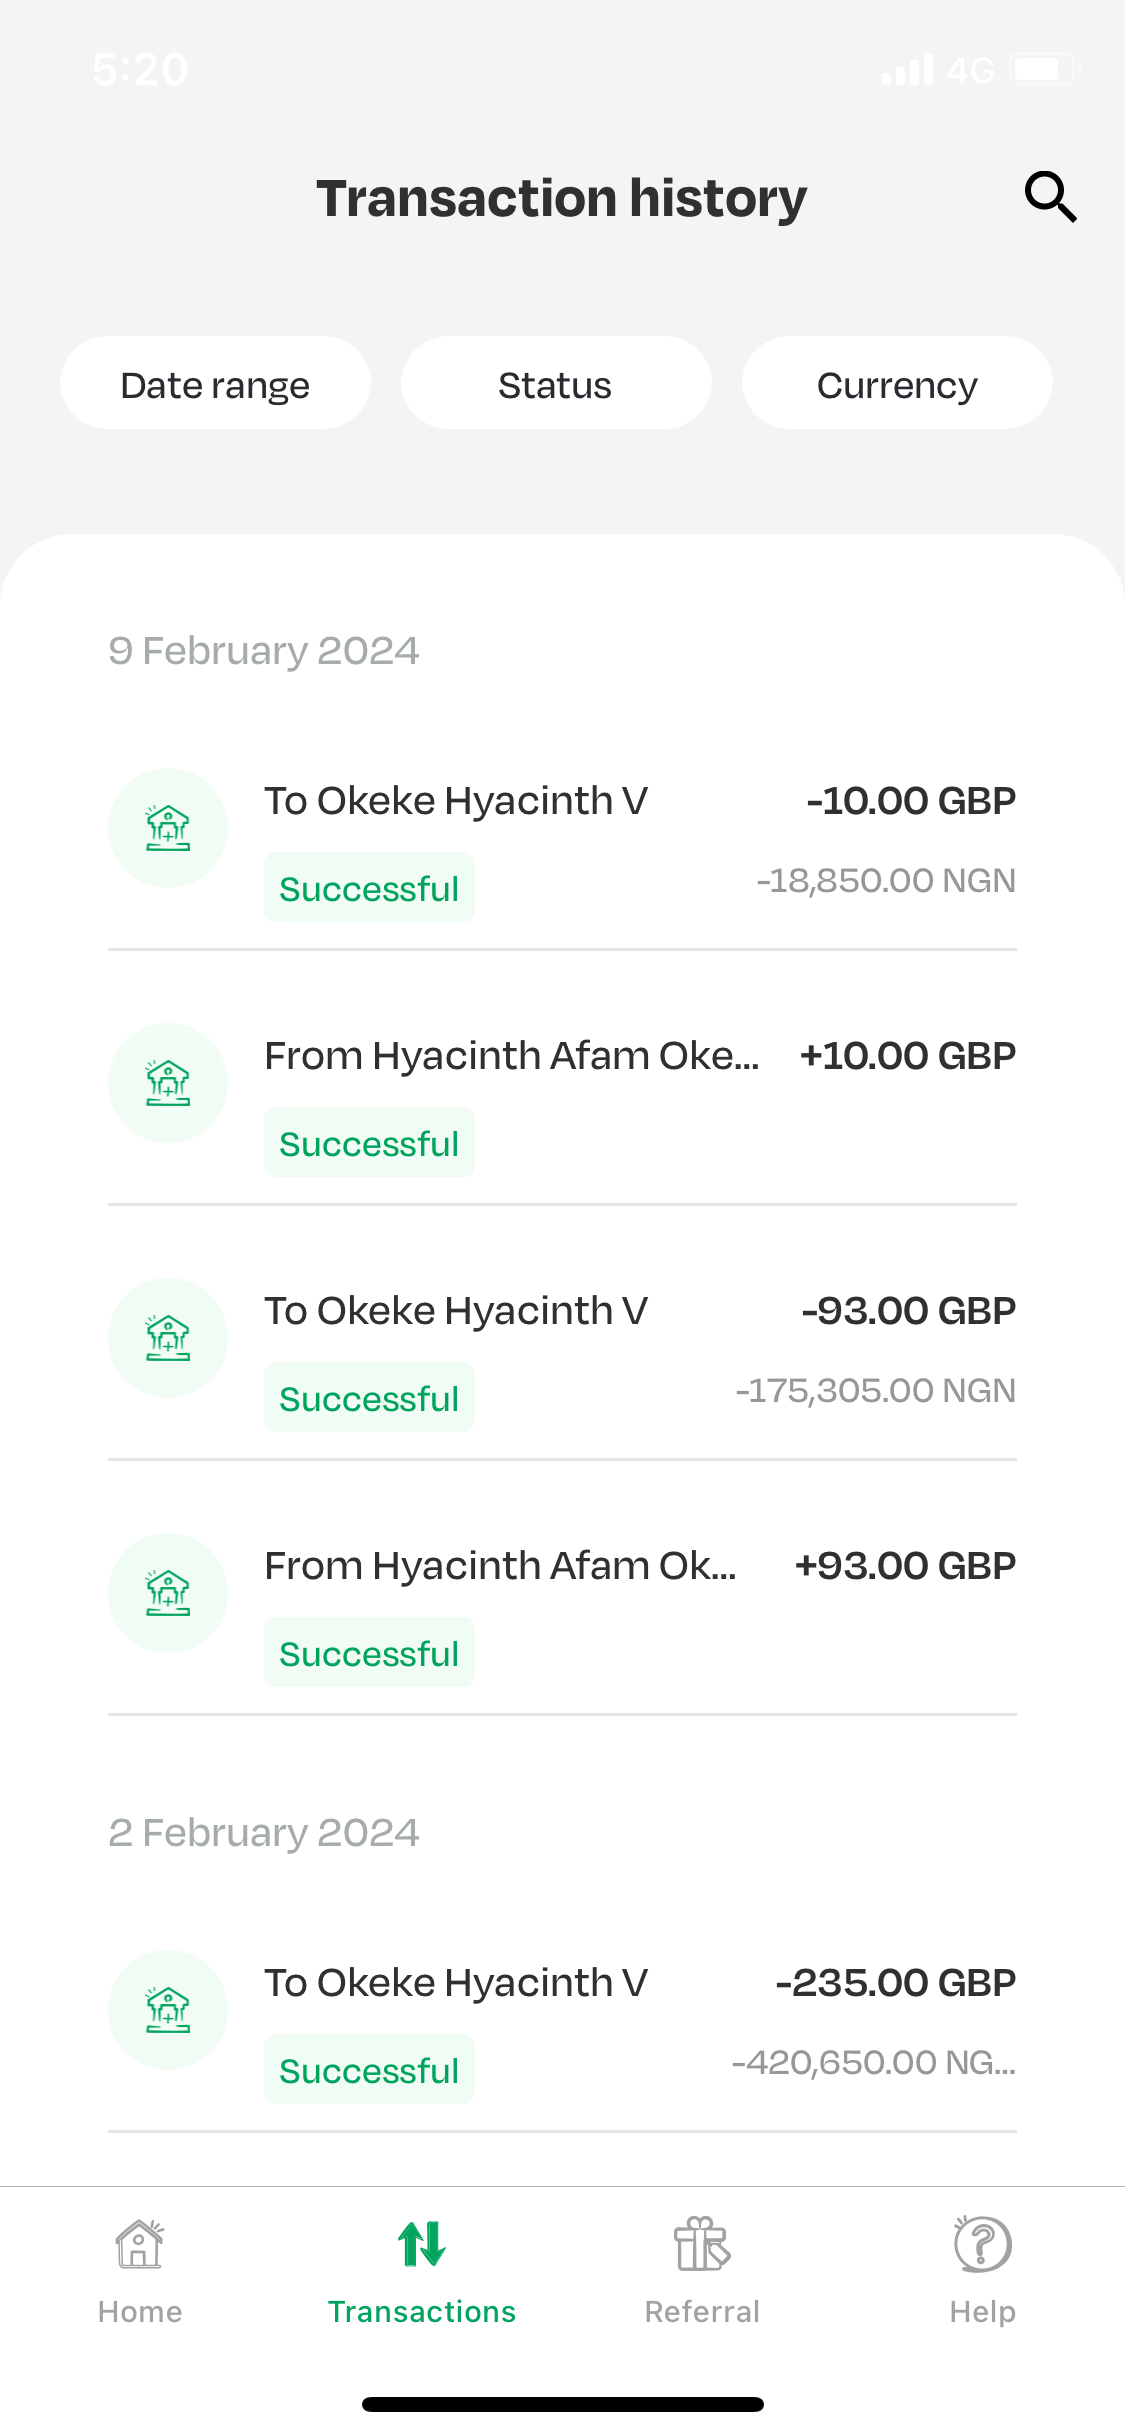 5:20 4G
Transaction history
Date range Status Currency
9 February 2024
To Okeke Hyacinth V -10.00 GBP
Successful -18,850.00 NGN
From Hyacinth Afam Oke... +10.00 GBP
Successful
To Okeke Hyacinth V -93.00 GBP
Successful -175,305.00 NGN
From Hyacinth Afam Ok... +93.00 GBP
Successful
2 February 2024
To Okeke Hyacinth V -235.00 GBP
Successful -420,650.00 NG...
Home Transactions Referral Help